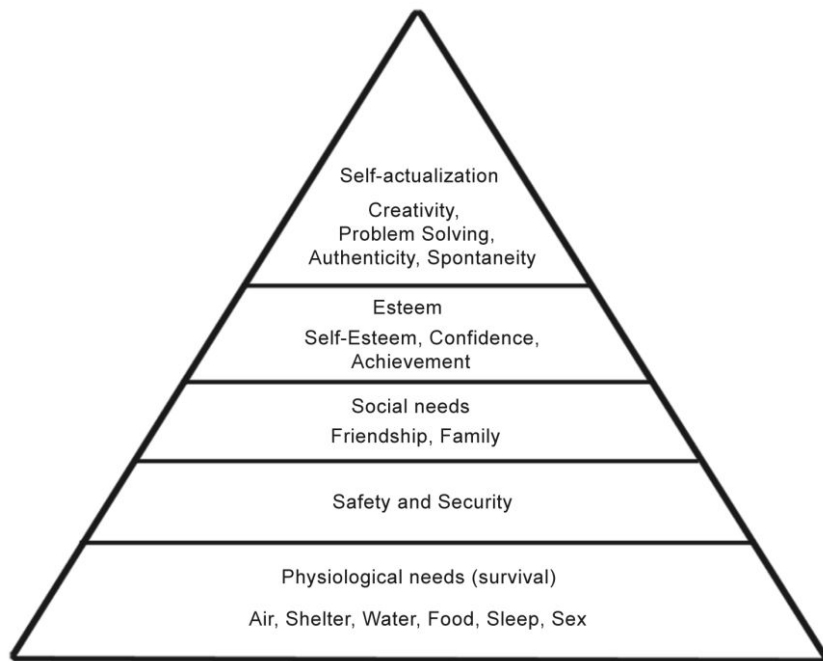 Self-actualization
Creativity,
Problem Solving,
Authenticity, Spontaneity
Esteem
Self-Esteem, Confidence,
Achievement
Social needs
Friendship, Family
Safety and Security
Physiological needs (survival)
Air, Shelter, Water, Food, Sleep, Sex